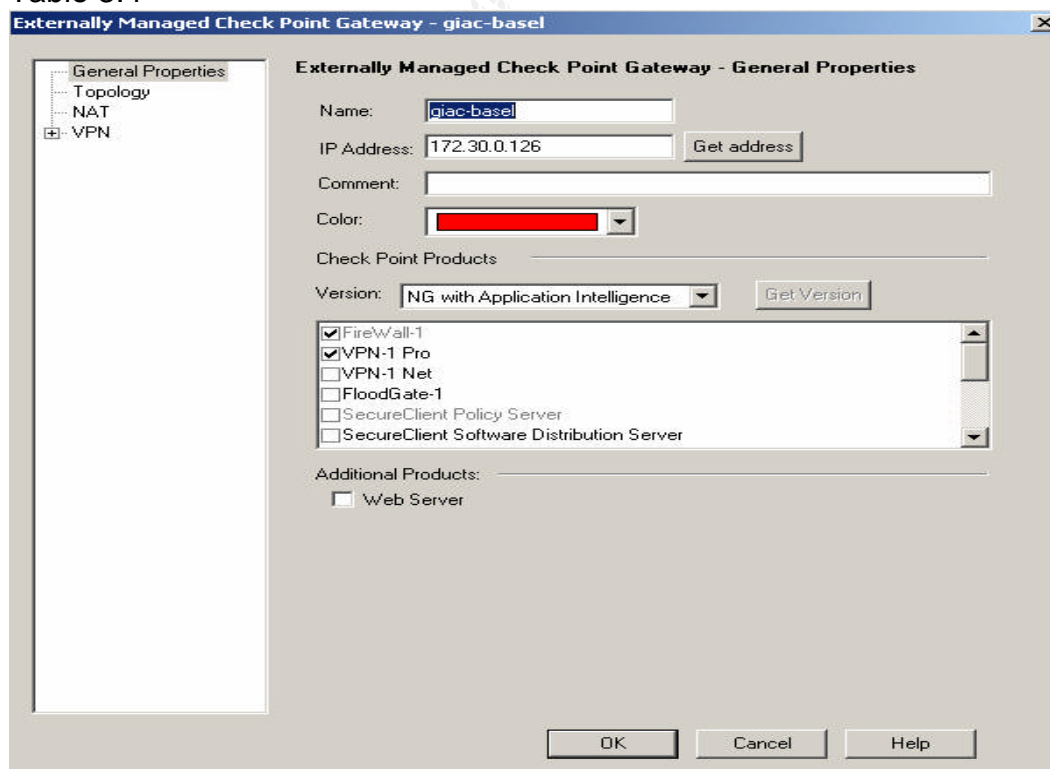 Externally Managed Check Point Gateway - giac-basel
General Properties
Topology
NAT
VPN
Externally Managed Check Point Gateway - General Properties
Name: giac-basel
IP Address: 172.30.0.126 Get address
Comment:
Color:
Check Point Products
Version: NG with Application Intelligence Get Version
FireWall-1
VPN-1 Pro
VPN-1 Net
FloodGate-1
SecureClient Policy Server
SecureClient Software Distribution Server
Additional Products:
Web Server
OK Cancel Help